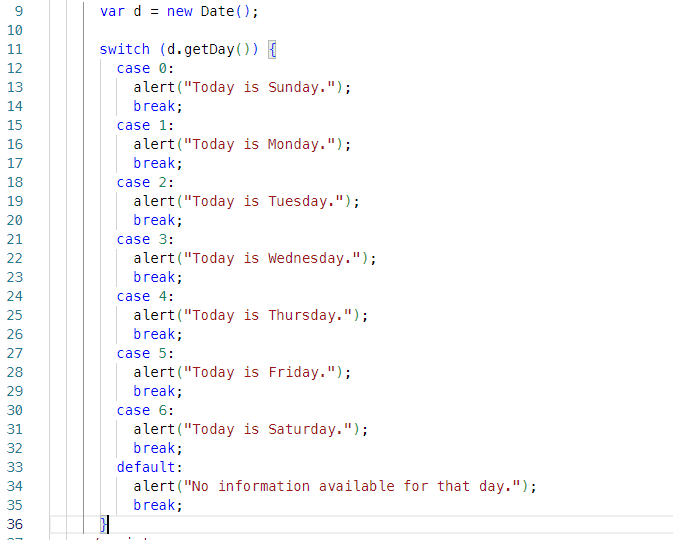 9 var d = new Date();
10
11 switch (d.getDay()) {
12 case 0:
13 alert("Today is Sunday.");
14 break;
15 case 1:
16 alert("Today is Monday.");
17 break;
18 case 2:
19 alert("Today is Tuesday.");
20 break;
21 case 3:
22 alert("Today is Wednesday.");
23 break;
24 case 4:
25 alert("Today is Thursday.");
26 break;
27 case 5:
28 alert("Today is Friday.");
29 break;
30 case 6:
31 alert("Today is Saturday.");
32 break;
33 default:
34 alert("No information available for that day.");
35 break;
36 }